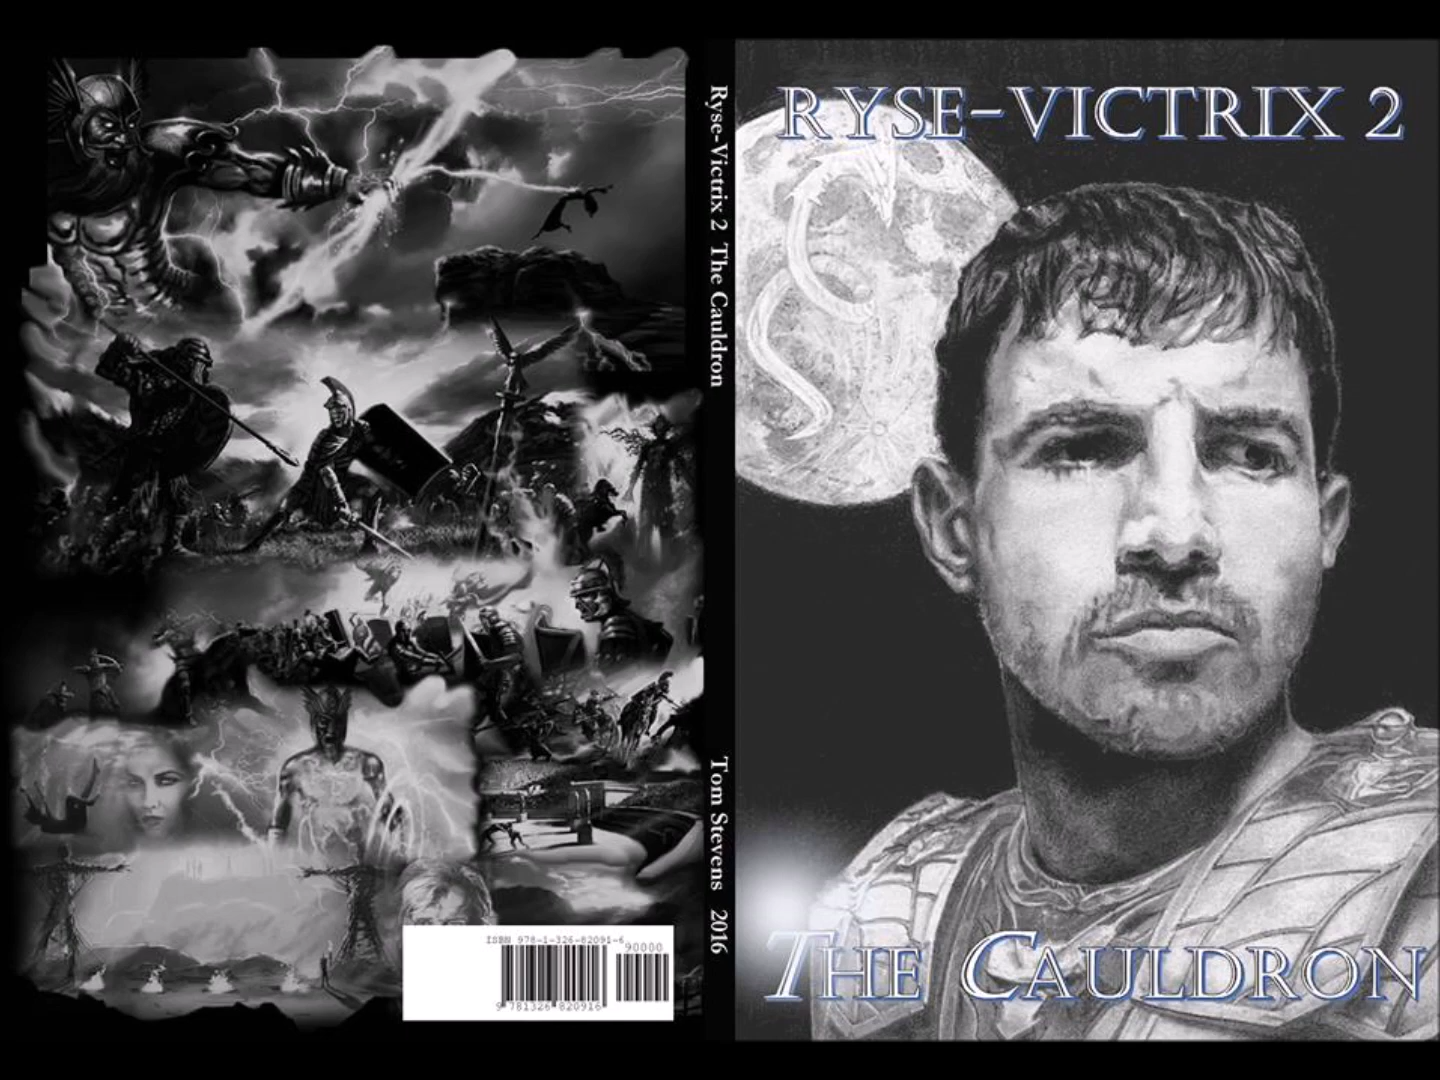 RYSE-VICTRIX 2
THE CAULDRON
Ryse-Victrix 2 The Cauldron Tom Stevens 2016
ISBN 978-1-326-82091-6
90000
9 781326 820916